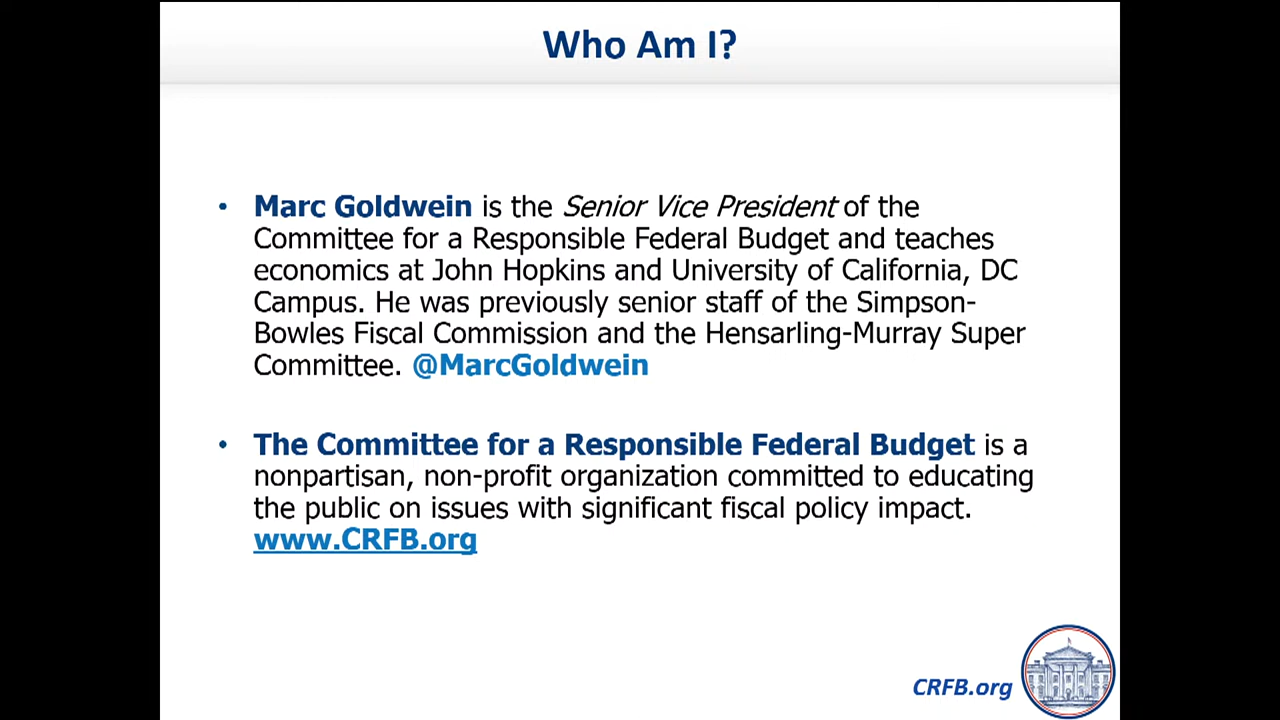 Who Am I?
• Marc Goldwein is the Senior Vice President of the
Committee for a Responsible Federal Budget and teaches
economics at John Hopkins and University of California, DC
Campus. He was previously senior staff of the Simpson-
Bowles Fiscal Commission and the Hensarling-Murray Super
Committee. @MarcGoldwein
• The Committee for a Responsible Federal Budget is a
nonpartisan, non-profit organization committed to educating
the public on issues with significant fiscal policy impact.
www.CRFB.org
CRFB.org